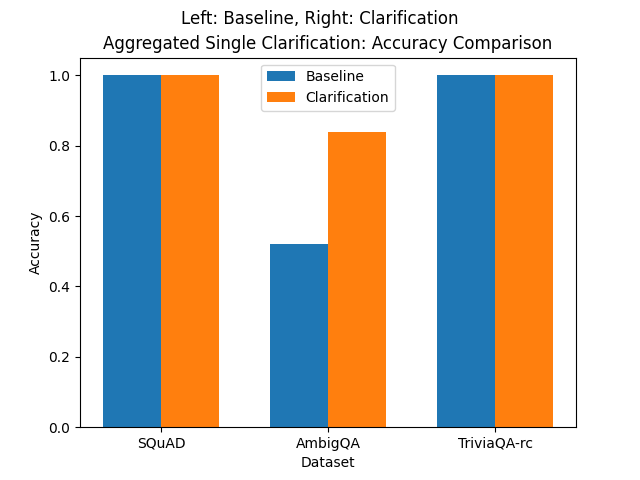 Left: Baseline, Right: Clarification
Aggregated Single Clarification: Accuracy Comparison
Baseline
Clarification
Accuracy
1.0
0.8
0.6
0.4
0.2
0.0
SQuAD
AmbigQA
TriviaQA-rc
Dataset